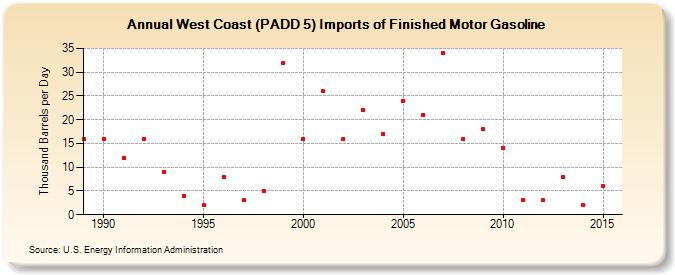 Annual West Coast (PADD 5) Imports of Finished Motor Gasoline
Thousand Barrels per Day
35
30
25
20
15
10
5
0
1990 1995 2000 2005 2010 2015
Source: U.S. Energy Information Administration